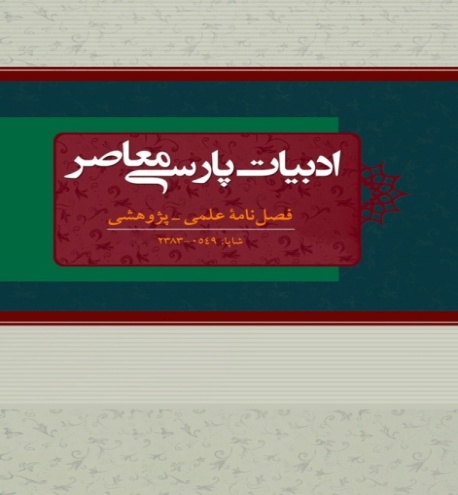 ادبیات پارسی معاصر
فصل‌نامهٔ علمی - پژوهشی
شاپا: ۰۵۴۹-۲۳۸۳